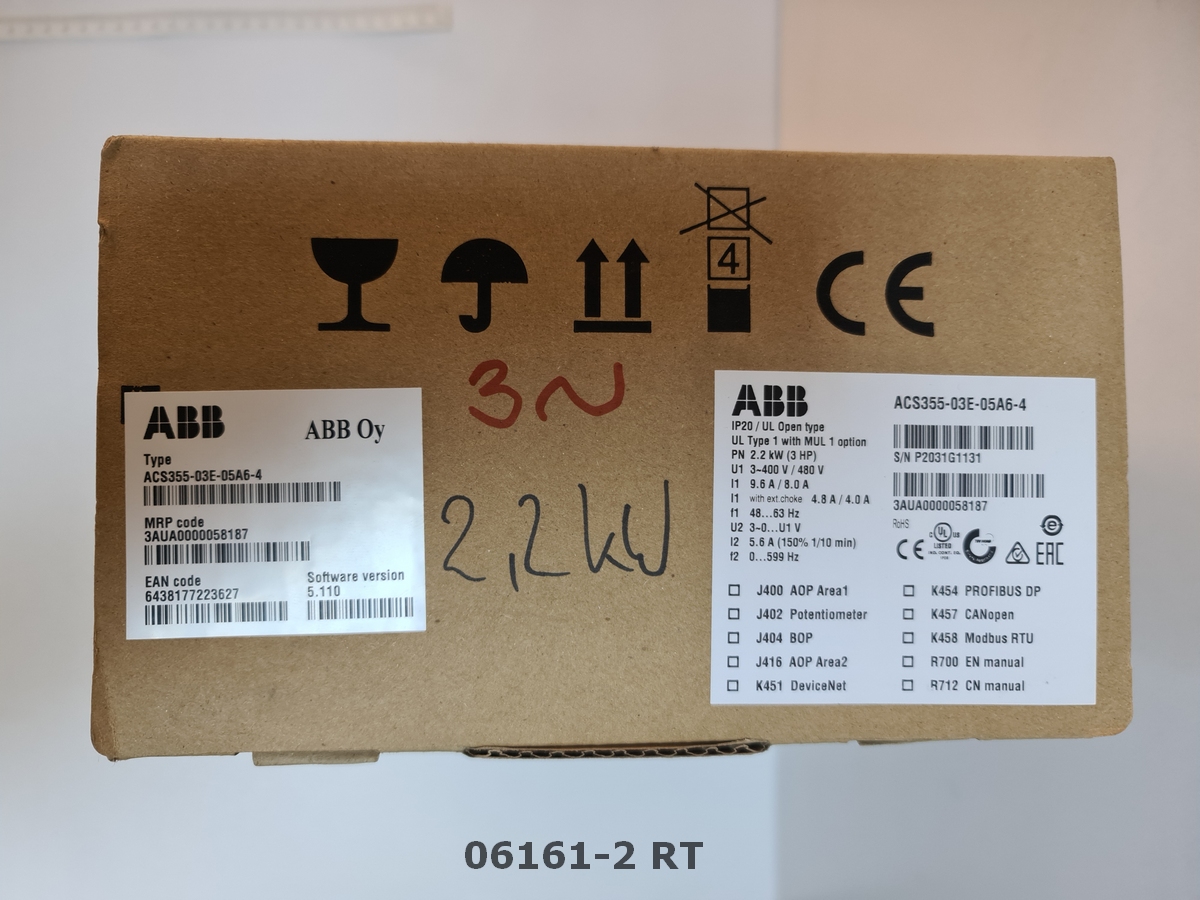 4
CE
3~
2,2 kW
ABB
ABB Oy
Type
ACS355-03E-05A6-4
MRP code
3AUA0000058187
EAN code
6438177223627
Software version
5.110
ABB
ACS355-03E-05A6-4
IP20 / UL Open type
UL Type 1 with MUL 1 option
PN 2.2 kW (3 HP)
U1 3~400 V / 480 V
I1 9.6 A / 8.0 A
I1 with ext.choke 4.8 A / 4.0 A
f1 48...63 Hz
U2 3~0...U1 V
I2 5.6 A (150% 1/10 min)
f2 0...599 Hz
S/N P2031G1131
3AUA0000058187
RoHS
CE
C UL US
LISTED
EAC
J400 AOP Area1
J402 Potentiometer
J404 BOP
J416 AOP Area2
K451 DeviceNet
K454 PROFIBUS DP
K457 CANopen
K458 Modbus RTU
R700 EN manual
R712 CN manual
06161-2 RT